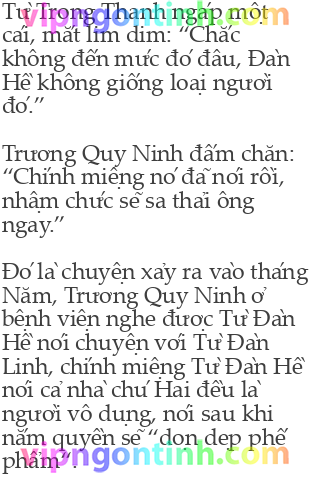 Từ Trọng Thanh ngáp một
cái, mắt lim dim: “Chắc
không đến mức đó đâu, Đàn
Hề không giống loại người
đó.”
Trương Quy Ninh đấm chăn:
“Chính miệng nó đã nói rồi,
nhậm chức sẽ sa thải ông
ngay.”
Đó là chuyện xảy ra vào tháng
Năm, Trương Quy Ninh ở
bệnh viện nghe được Từ Đàn
Hề nói chuyện với Từ Đàn
Linh, chính miệng Từ Đàn Hề
nói cả nhà chú Hai đều là
người vô dụng, nói sau khi
nắm quyền sẽ “dọn dẹp phế
phẩm”.
vipngontinh.com
vipngontinh.com